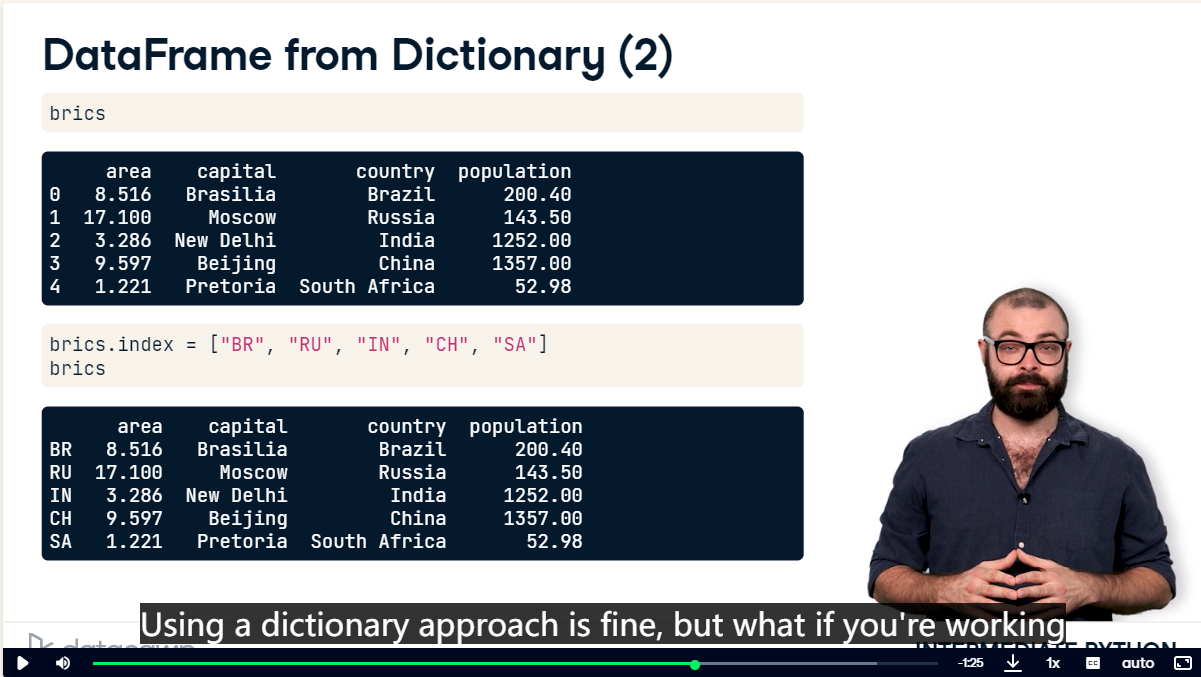 DataFrame from Dictionary (2)
brics
area capital country population
0 8.516 Brasilia Brazil 200.40
1 17.100 Moscow Russia 143.50
2 3.286 New Delhi India 1252.00
3 9.597 Beijing China 1357.00
4 1.221 Pretoria South Africa 52.98
brics.index = ["BR", "RU", "IN", "CH", "SA"]
brics
area capital country population
BR 8.516 Brasilia Brazil 200.40
RU 17.100 Moscow Russia 143.50
IN 3.286 New Delhi India 1252.00
CH 9.597 Beijing China 1357.00
SA 1.221 Pretoria South Africa 52.98
Using a dictionary approach is fine, but what if you're working
datacamp
INTERMEDIATE PYTHON
-1:25 1x CC auto